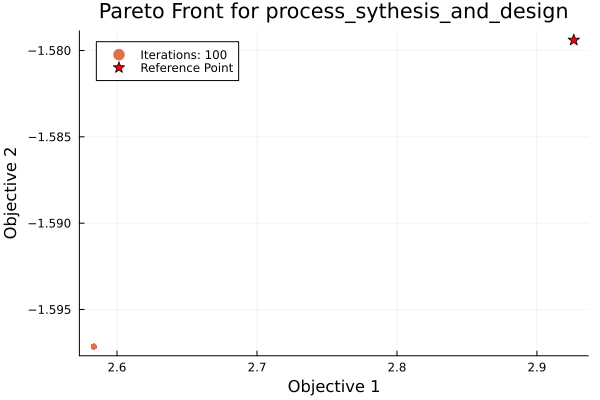 Pareto Front for process_sythesis_and_design
Iterations: 100
Reference Point
Objective 2
−1.580
−1.585
−1.590
−1.595
2.6 2.7 2.8 2.9
Objective 1